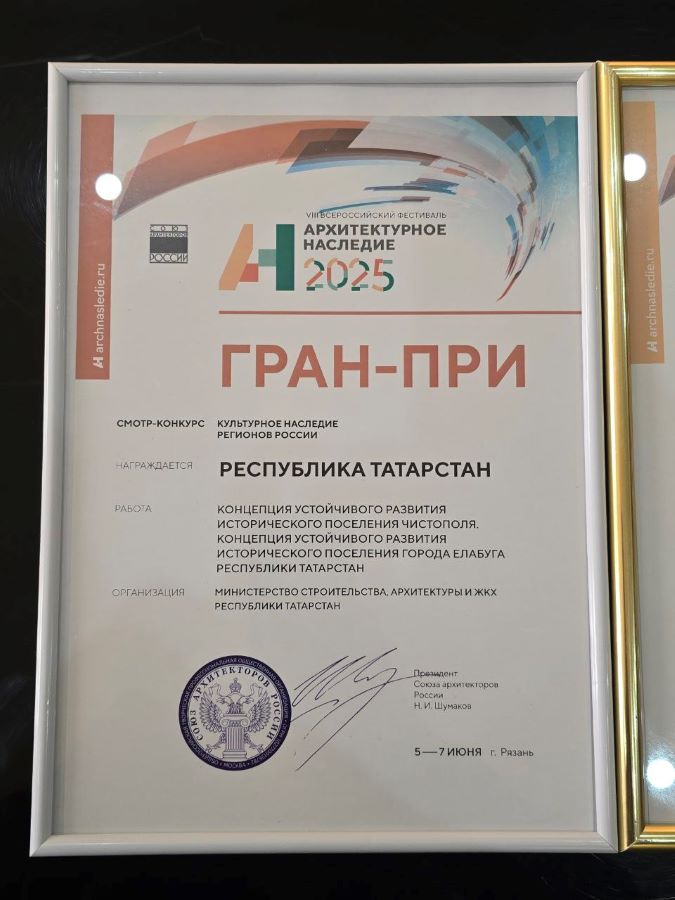 VIII ВСЕРОССИЙСКИЙ ФЕСТИВАЛЬ
АРХИТЕКТУРНОЕ
НАСЛЕДИЕ
2025
СОЮЗ
АРХИТЕКТОРОВ
РОССИИ
archnasledie.ru
ГРАН-ПРИ
СМОТР-КОНКУРС КУЛЬТУРНОЕ НАСЛЕДИЕ
РЕГИОНОВ РОССИИ
НАГРАЖДАЕТСЯ РЕСПУБЛИКА ТАТАРСТАН
РАБОТА КОНЦЕПЦИЯ УСТОЙЧИВОГО РАЗВИТИЯ
ИСТОРИЧЕСКОГО ПОСЕЛЕНИЯ ЧИСТОПОЛЯ.
КОНЦЕПЦИЯ УСТОЙЧИВОГО РАЗВИТИЯ
ИСТОРИЧЕСКОГО ПОСЕЛЕНИЯ ГОРОДА ЕЛАБУГА
РЕСПУБЛИКИ ТАТАРСТАН
ОРГАНИЗАЦИЯ МИНИСТЕРСТВО СТРОИТЕЛЬСТВА, АРХИТЕКТУРЫ И ЖКХ
РЕСПУБЛИКИ ТАТАРСТАН
СОЮЗ АРХИТЕКТОРОВ РОССИИ
МОСКВА
Президент
Союза архитекторов
России
Н. И. Шумаков
5—7 ИЮНЯ г. Рязань
archnasledie.ru